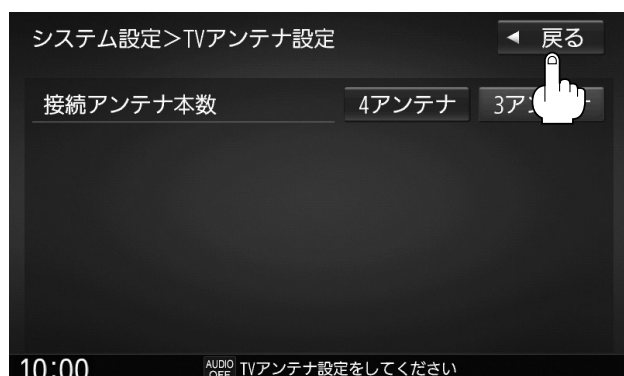 システム設定＞TVアンテナ設定
◀ 戻る
接続アンテナ本数
4アンテナ
3ア
10:00
AUDIO OFF TVアンテナ設定をしてください